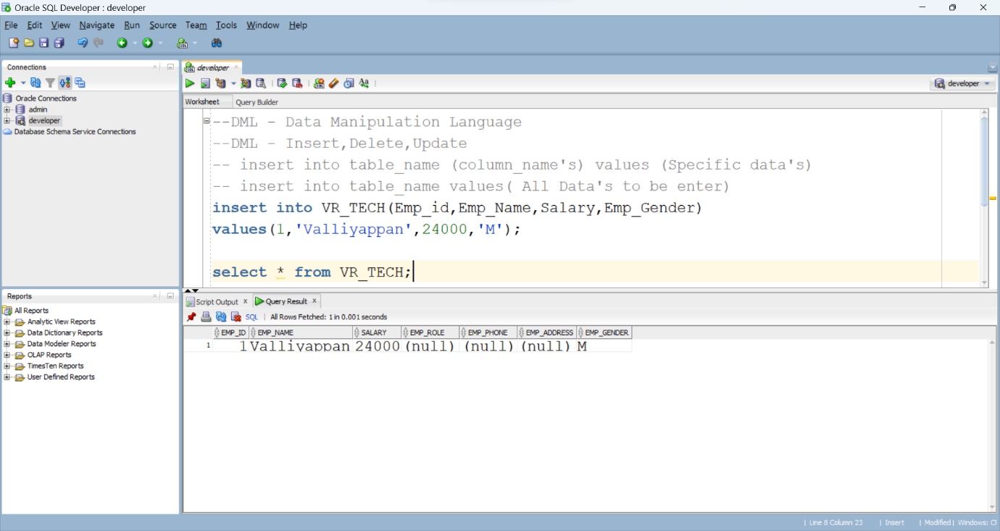 Oracle SQL Developer : developer
File Edit View Navigate Run Source Team Tools Window Help
Connections
Oracle Connections
admin
developer
Database Schema Service Connections
Reports
All Reports
Analytic View Reports
Data Dictionary Reports
Data Modeler Reports
OLAP Reports
TimesTen Reports
User Defined Reports
developer
developer
Worksheet Query Builder
--DML - Data Manipulation Language
--DML - Insert,Delete,Update
-- insert into table_name (column_name's) values (Specific data's)
-- insert into table_name values( All Data's to be enter)
insert into VR_TECH(Emp_id,Emp_Name,Salary,Emp_Gender)
values(1,'Valliyappan',24000,'M');
select * from VR_TECH;
Script Output x Query Result x
SQL | All Rows Fetched: 1 in 0.001 seconds
EMP_ID EMP_NAME SALARY EMP_ROLE EMP_PHONE EMP_ADDRESS EMP_GENDER
1 1 Valliyappan 24000 (null) (null) (null) M
| Line 8 Column 23 | Insert | Modified | Windows: CF